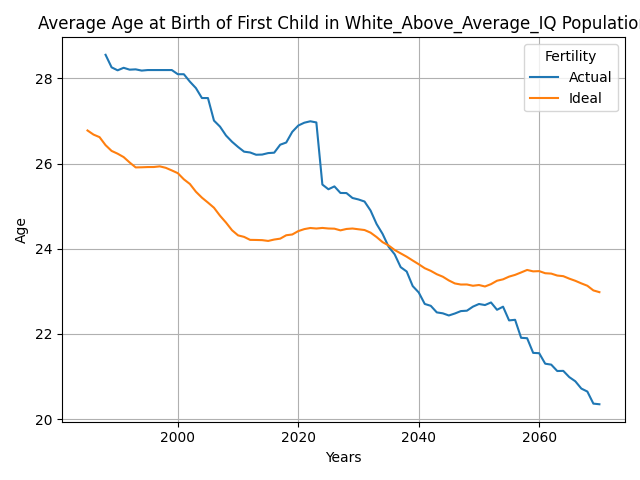 Average Age at Birth of First Child in White_Above_Average_IQ Population
Fertility
Actual
Ideal
Age
28
26
24
22
20
2000 2020 2040 2060
Years